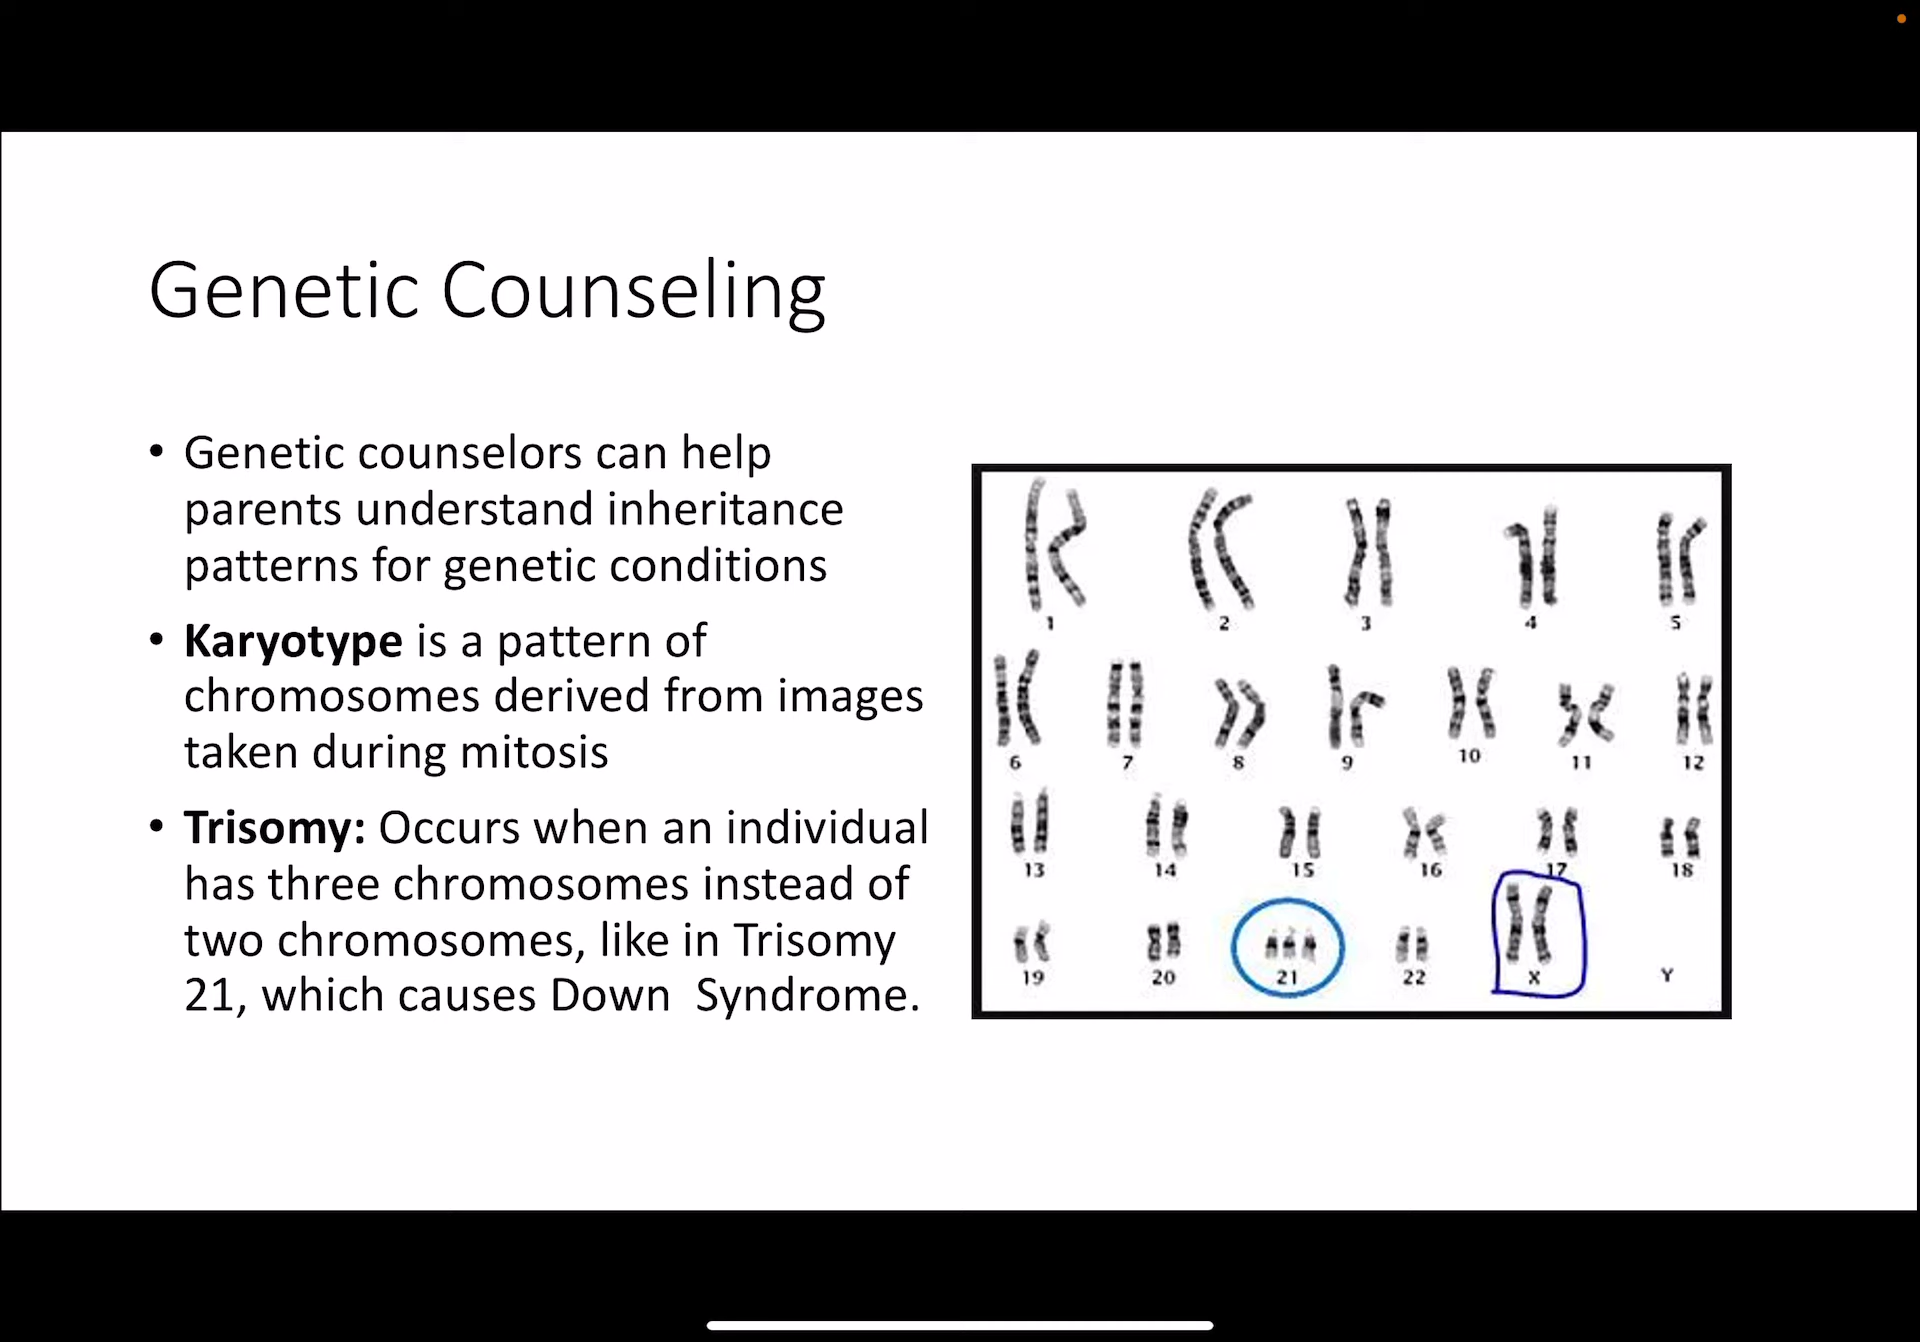 Genetic Counseling
• Genetic counselors can help
parents understand inheritance
patterns for genetic conditions
• Karyotype is a pattern of
chromosomes derived from images
taken during mitosis
• Trisomy: Occurs when an individual
has three chromosomes instead of
two chromosomes, like in Trisomy
21, which causes Down  Syndrome.
1 2 3 4 5
6 7 8 9 10 11 12
13 14 15 16 17 18
19 20 21 22 X Y